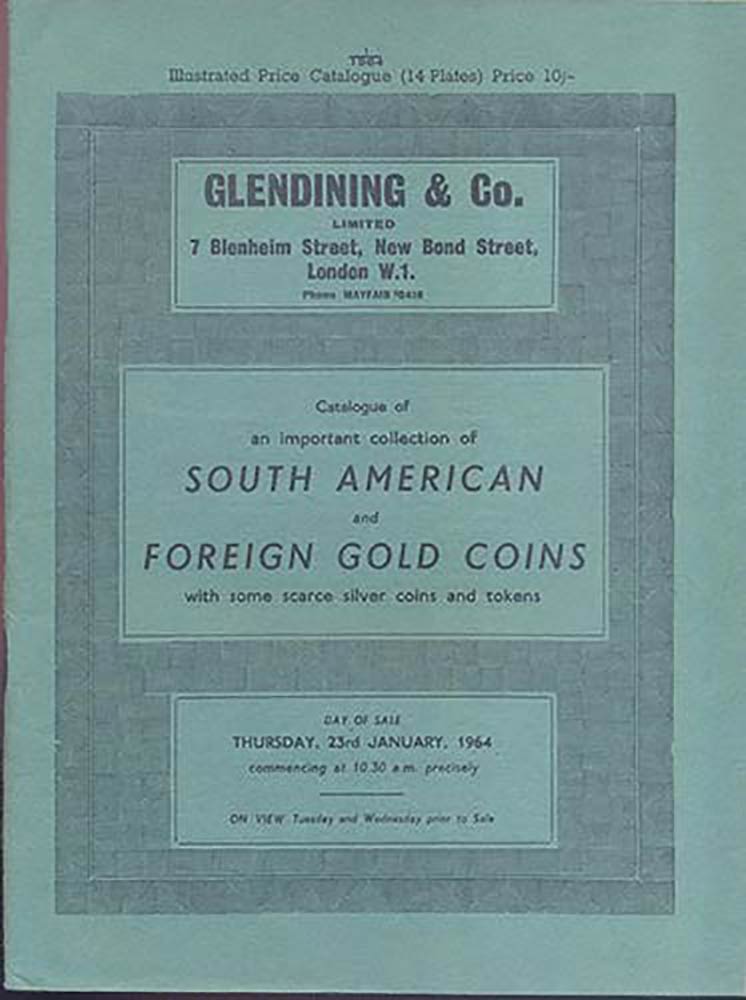 Illustrated Price Catalogue (14 Plates) Price 10/-
GLENDINING & Co.
LIMITED
7 Blenheim Street, New Bond Street,
London W.1.
Phone MAYFAIR
Catalogue of
an important collection of
SOUTH AMERICAN
and
FOREIGN GOLD COINS
with some scarce silver coins and tokens
DAY OF SALE
THURSDAY, 23rd JANUARY, 1964
commencing at 10.30 a.m. precisely
ON VIEW Tuesday and Wednesday prior to Sale